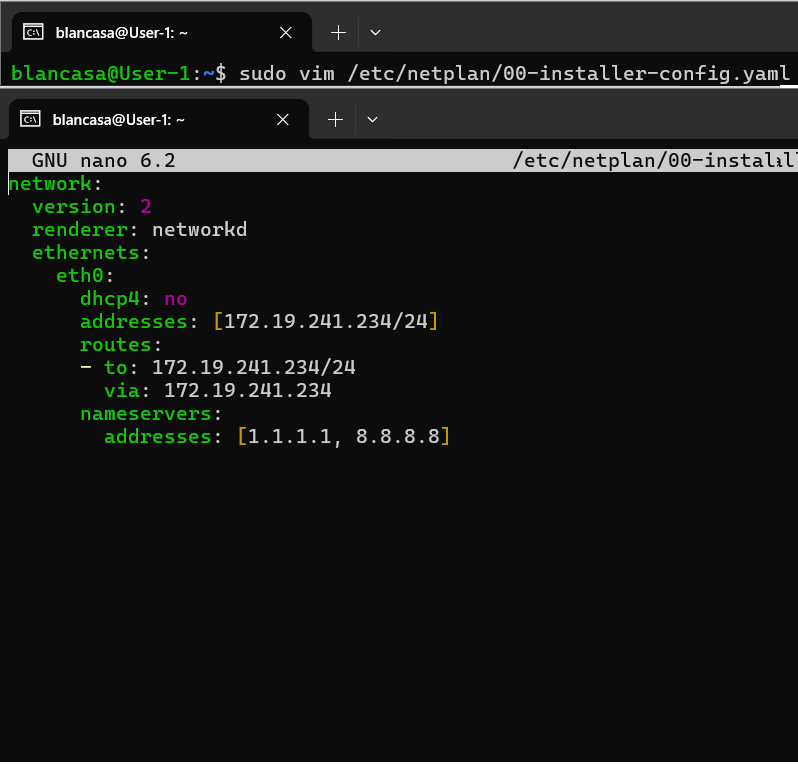 blancasa@User-1: ~
blancasa@User-1:~$ sudo vim /etc/netplan/00-installer-config.yaml
blancasa@User-1: ~
GNU nano 6.2 /etc/netplan/00-install
network:
  version: 2
  renderer: networkd
  ethernets:
    eth0:
      dhcp4: no
      addresses: [172.19.241.234/24]
      routes:
      - to: 172.19.241.234/24
        via: 172.19.241.234
      nameservers:
        addresses: [1.1.1.1, 8.8.8.8]